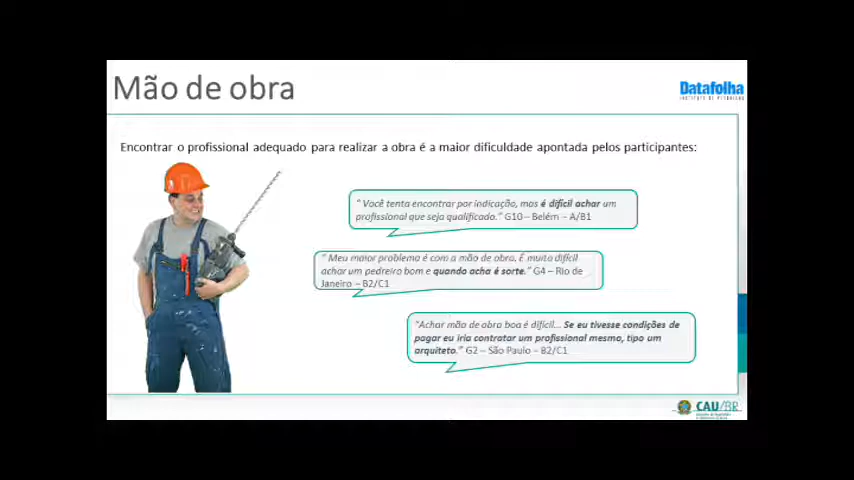 Mão de obra
Datafolha
INSTITUTO DE PESQUISAS
Encontrar o profissional adequado para realizar a obra é a maior dificuldade apontada pelos participantes:
" Você tenta encontrar por indicação, mas é difícil achar um
profissional que seja qualificado." G10 – Belém – A/B1
" Meu maior problema é com a mão de obra. É muito difícil
achar um pedreiro bom e quando acha é sorte." G4 – Rio de
Janeiro – B2/C1
"Achar mão de obra boa é difícil... Se eu tivesse condições de
pagar eu iria contratar um profissional mesmo, tipo um
arquiteto." G2 – São Paulo – B2/C1
CAU/BR